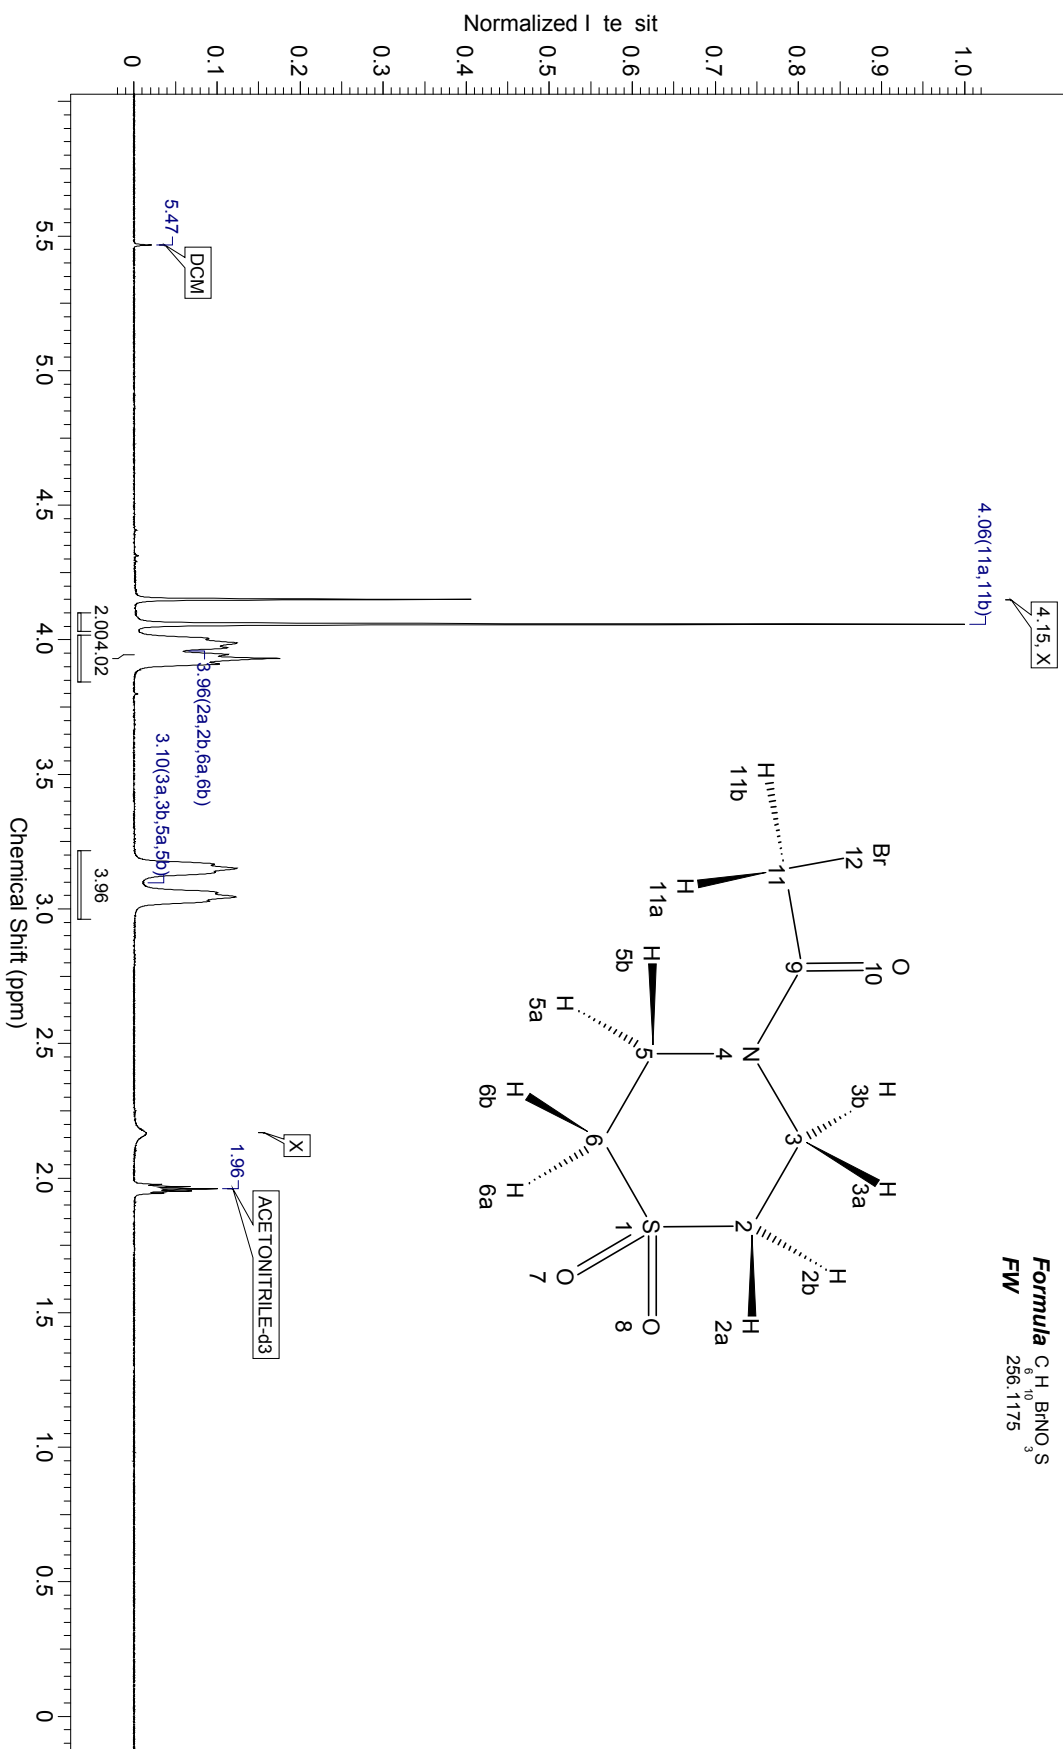 Formula C6H10BrNO3S
FW 256.1175
4.15, X
4.06(11a,11b)
5.47
DCM
3.96(2a,2b,6a,6b)
3.10(3a,3b,5a,5b)
X
1.96
ACETONITRILE-d3
Br
12
H
11b
11
H
11a
O
10
9
N
4
H
3b
3
H
3a
H
5b
5
H
5a
H
6b
6
H
6a
2
H
2b
H
2a
S
1
O
7
O
8
Normalized I te sit
1.0
0.9
0.8
0.7
0.6
0.5
0.4
0.3
0.2
0.1
0
2.00 4.02
3.96
5.5 5.0 4.5 4.0 3.5 3.0 2.5 2.0 1.5 1.0 0.5 0
Chemical Shift (ppm)